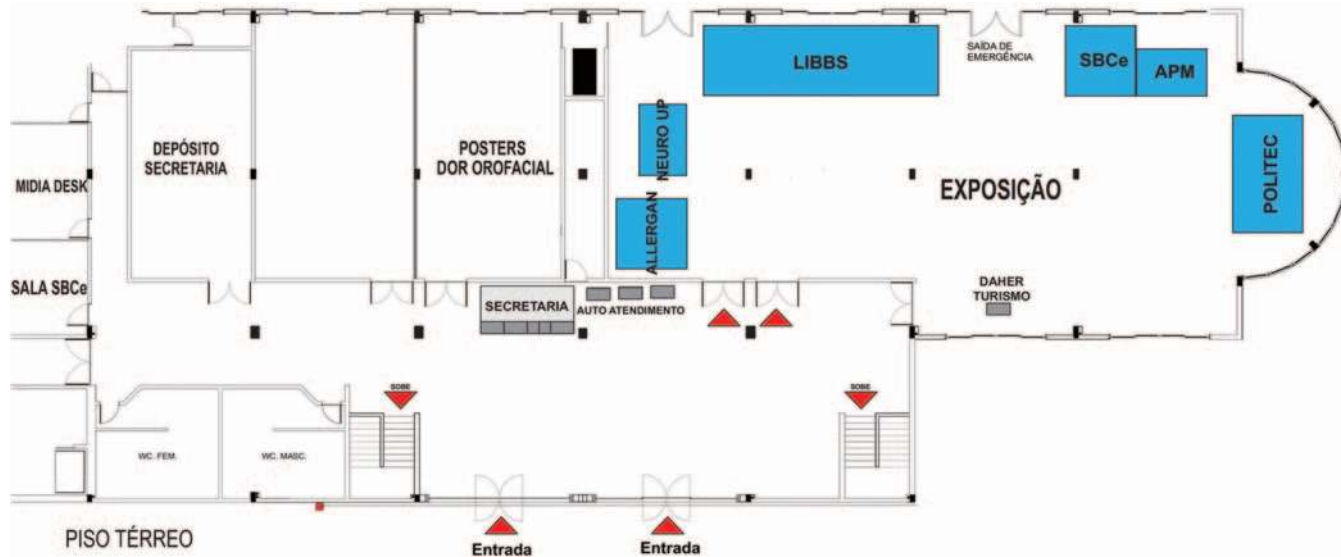 LIBBS
SAÍDA DE
EMERGÊNCIA
SBCe
APM
NEURO UP
DEPÓSITO
SECRETARIA
POSTERS
DOR OROFACIAL
MIDIA DESK
EXPOSIÇÃO
POLITEC
ALLERGAN
SALA SBCe
SECRETARIA
AUTO ATENDIMENTO
DAHER
TURISMO
SOBE
SOBE
WC. FEM.
WC. MASC.
PISO TÉRREO
Entrada
Entrada